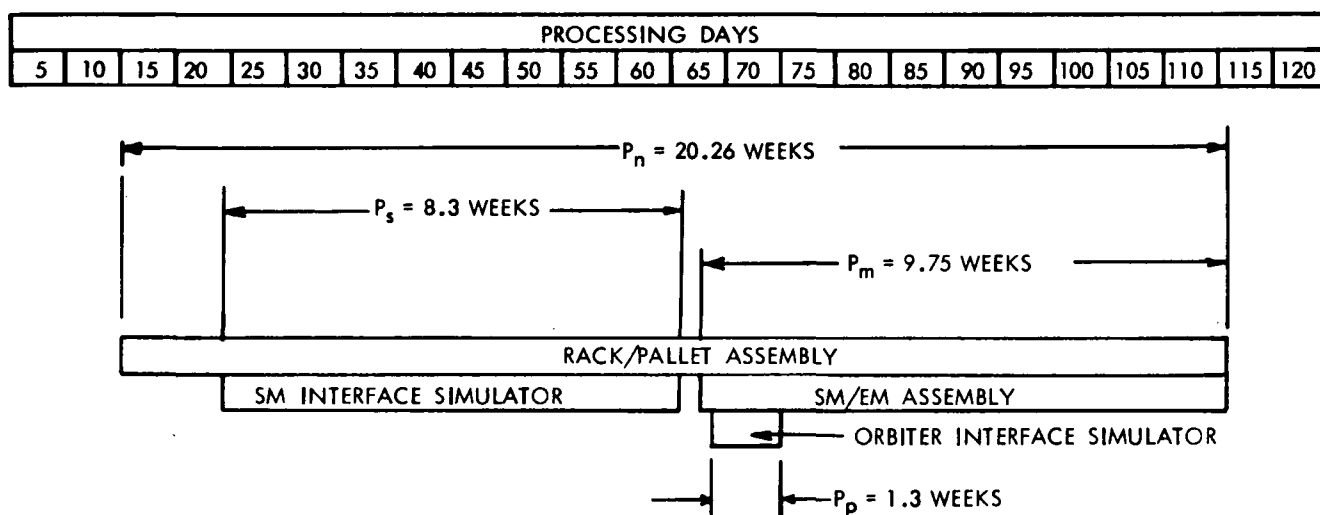 PROCESSING DAYS
5 10 15 20 25 30 35 40 45 50 55 60 65 70 75 80 85 90 95 100 105 110 115 120
Pn = 20.26 WEEKS
Ps = 8.3 WEEKS
Pm = 9.75 WEEKS
RACK/PALLET ASSEMBLY
SM INTERFACE SIMULATOR
SM/EM ASSEMBLY
ORBITER INTERFACE SIMULATOR
Pp = 1.3 WEEKS